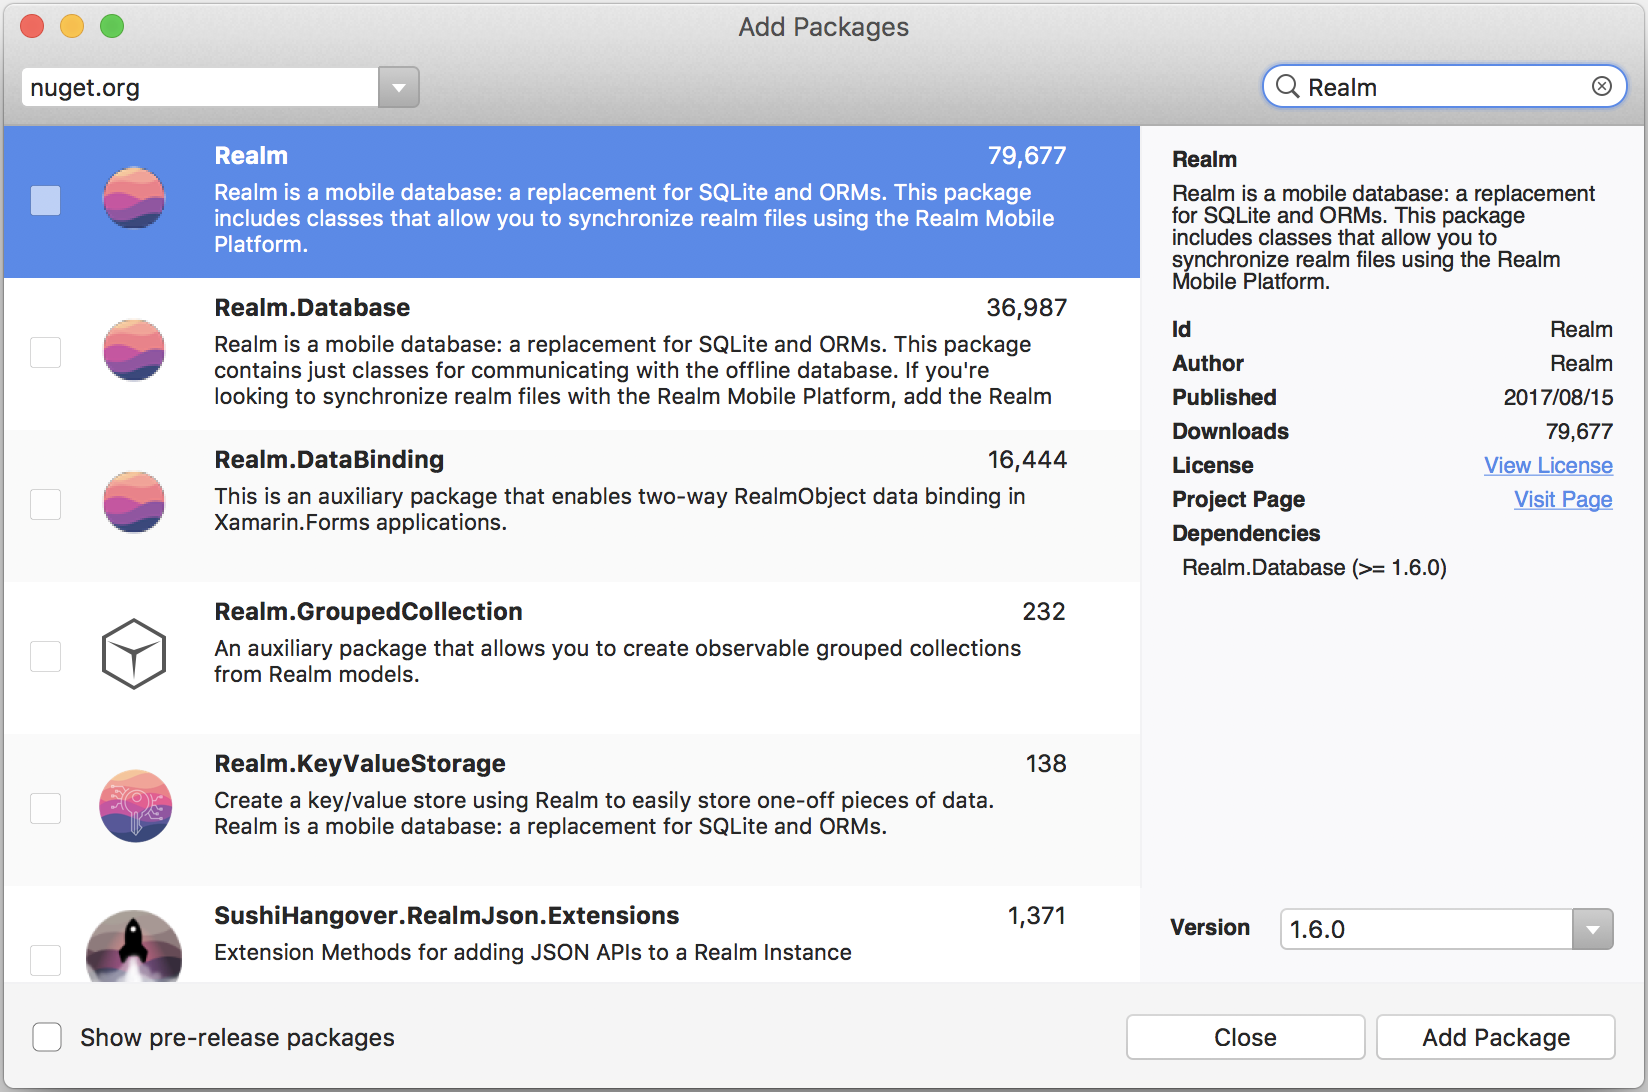 Add Packages
nuget.org
Realm
Realm 79,677
Realm is a mobile database: a replacement for SQLite and ORMs. This package
includes classes that allow you to synchronize realm files using the Realm Mobile
Platform.
Realm.Database 36,987
Realm is a mobile database: a replacement for SQLite and ORMs. This package
contains just classes for communicating with the offline database. If you're
looking to synchronize realm files with the Realm Mobile Platform, add the Realm
Realm.DataBinding 16,444
This is an auxiliary package that enables two-way RealmObject data binding in
Xamarin.Forms applications.
Realm.GroupedCollection 232
An auxiliary package that allows you to create observable grouped collections
from Realm models.
Realm.KeyValueStorage 138
Create a key/value store using Realm to easily store one-off pieces of data.
Realm is a mobile database: a replacement for SQLite and ORMs.
SushiHangover.RealmJson.Extensions 1,371
Extension Methods for adding JSON APIs to a Realm Instance
Realm
Realm is a mobile database: a replacement
for SQLite and ORMs. This package
includes classes that allow you to
synchronize realm files using the Realm
Mobile Platform.
Id Realm
Author Realm
Published 2017/08/15
Downloads 79,677
License View License
Project Page Visit Page
Dependencies
Realm.Database (>= 1.6.0)
Version 1.6.0
Show pre-release packages
Close
Add Package